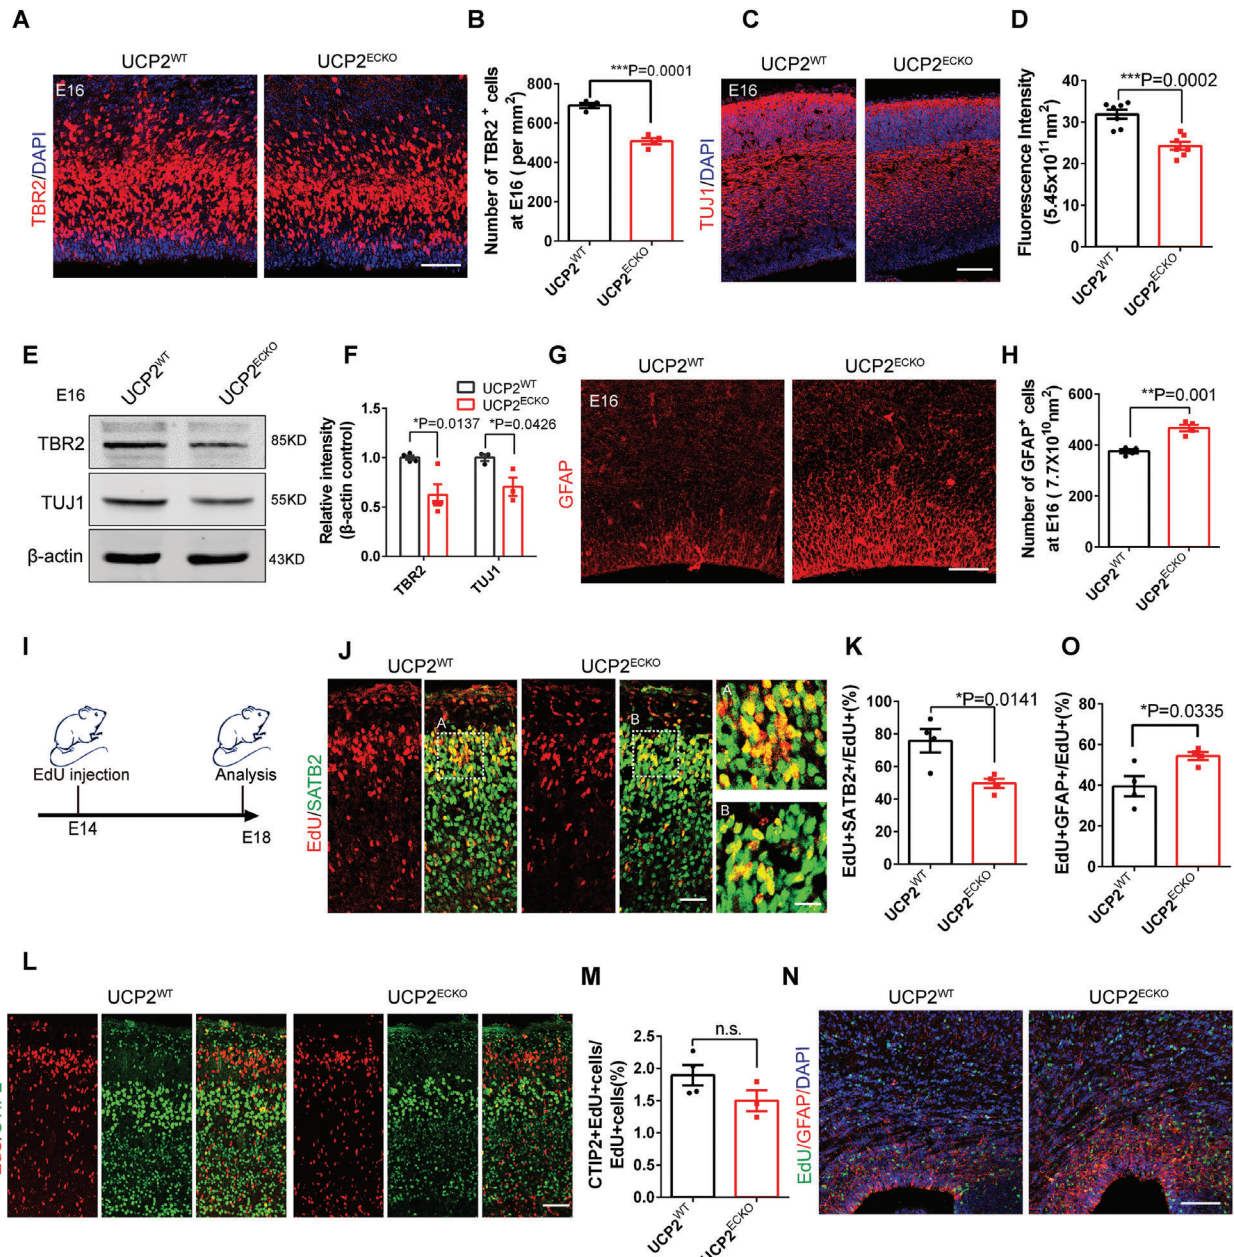 A
UCP2WT
UCP2ECKO
E16
TBR2/DAPI
B
***P=0.0001
Number of TBR2 + cells
at E16 ( per mm2)
800
600
400
200
0
UCP2WT
UCP2ECKO
C
UCP2WT
UCP2ECKO
E16
TUJ1/DAPI
D
***P=0.0002
Fluorescence Intensity
(5.45x10¹¹nm²)
40
30
20
10
0
UCP2WT
UCP2ECKO
E
UCP2WT
UCP2ECKO
E16
TBR2
85KD
TUJ1
55KD
β-actin
43KD
F
UCP2WT
UCP2ECKO
*P=0.0137
*P=0.0426
Relative intensity
(β-actin control)
1.5
1.0
0.5
0.0
TBR2
TUJ1
G
UCP2WT
UCP2ECKO
E16
GFAP
H
**P=0.001
Number of GFAP+ cells
at E16 ( 7.7X10¹⁰nm²)
600
400
200
0
UCP2WT
UCP2ECKO
I
EdU injection
Analysis
E14
E18
J
UCP2WT
UCP2ECKO
EdU/SATB2
A
B
A
B
K
*P=0.0141
EdU+SATB2+/EdU+(%)
100
80
60
40
20
0
UCP2WT
UCP2ECKO
O
*P=0.0335
EdU+GFAP+/EdU+(%)
80
60
40
20
0
UCP2WT
UCP2ECKO
L
UCP2WT
UCP2ECKO
M
n.s.
CTIP2+EdU+cells/
EdU+cells(%)
2.5
2.0
1.5
1.0
0.5
0.0
UCP2WT
UCP2ECKO
N
UCP2WT
UCP2ECKO
EdU/GFAP/DAPI